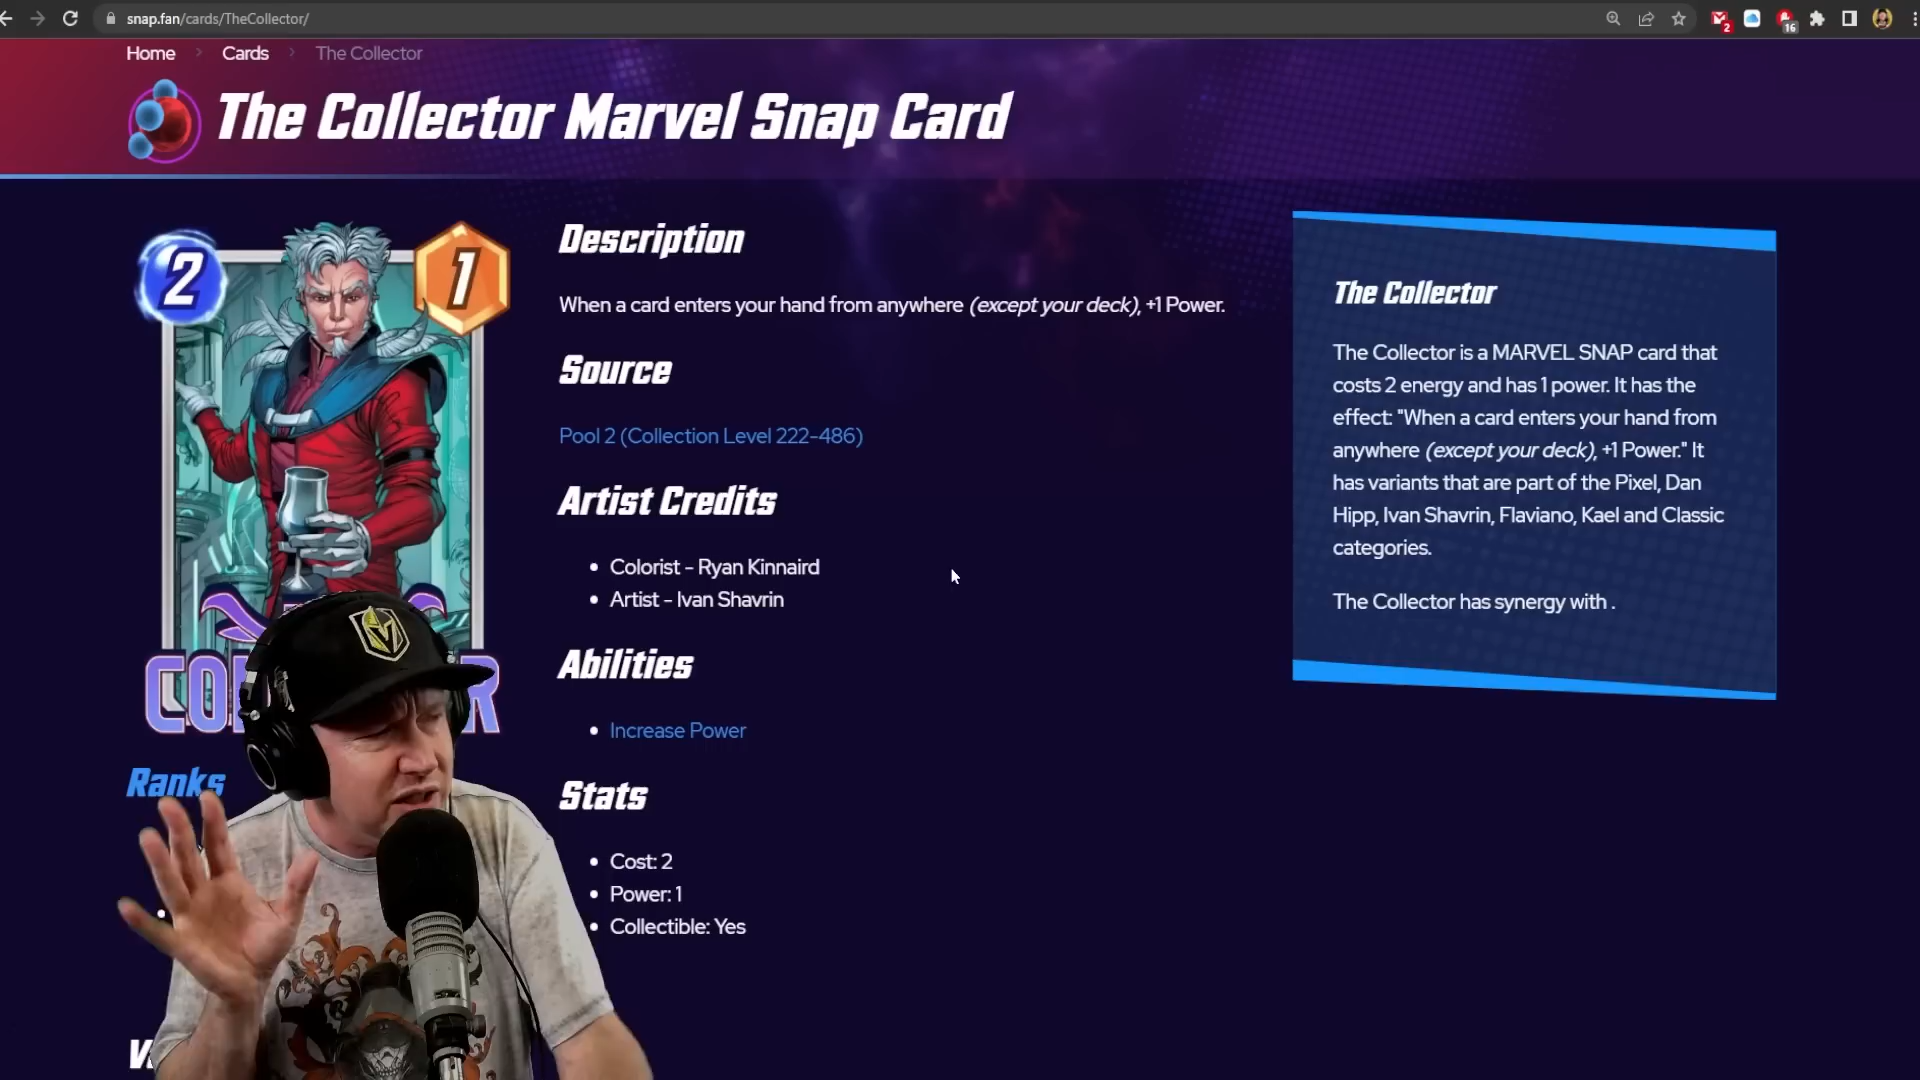 snap.fan/cards/TheCollector/
2
16
Home > Cards > The Collector
The Collector Marvel Snap Card
2
1
Description
When a card enters your hand from anywhere (except your deck), +1 Power.
Source
Pool 2 (Collection Level 222-486)
Artist Credits
• Colorist - Ryan Kinnaird
• Artist - Ivan Shavrin
Abilities
• Increase Power
Ranks
Stats
• Cost: 2
• Power: 1
• Collectible: Yes
The Collector
The Collector is a MARVEL SNAP card that
costs 2 energy and has 1 power. It has the
effect: "When a card enters your hand from
anywhere (except your deck), +1 Power." It
has variants that are part of the Pixel, Dan
Hipp, Ivan Shavrin, Flaviano, Kael and Classic
categories.
The Collector has synergy with .